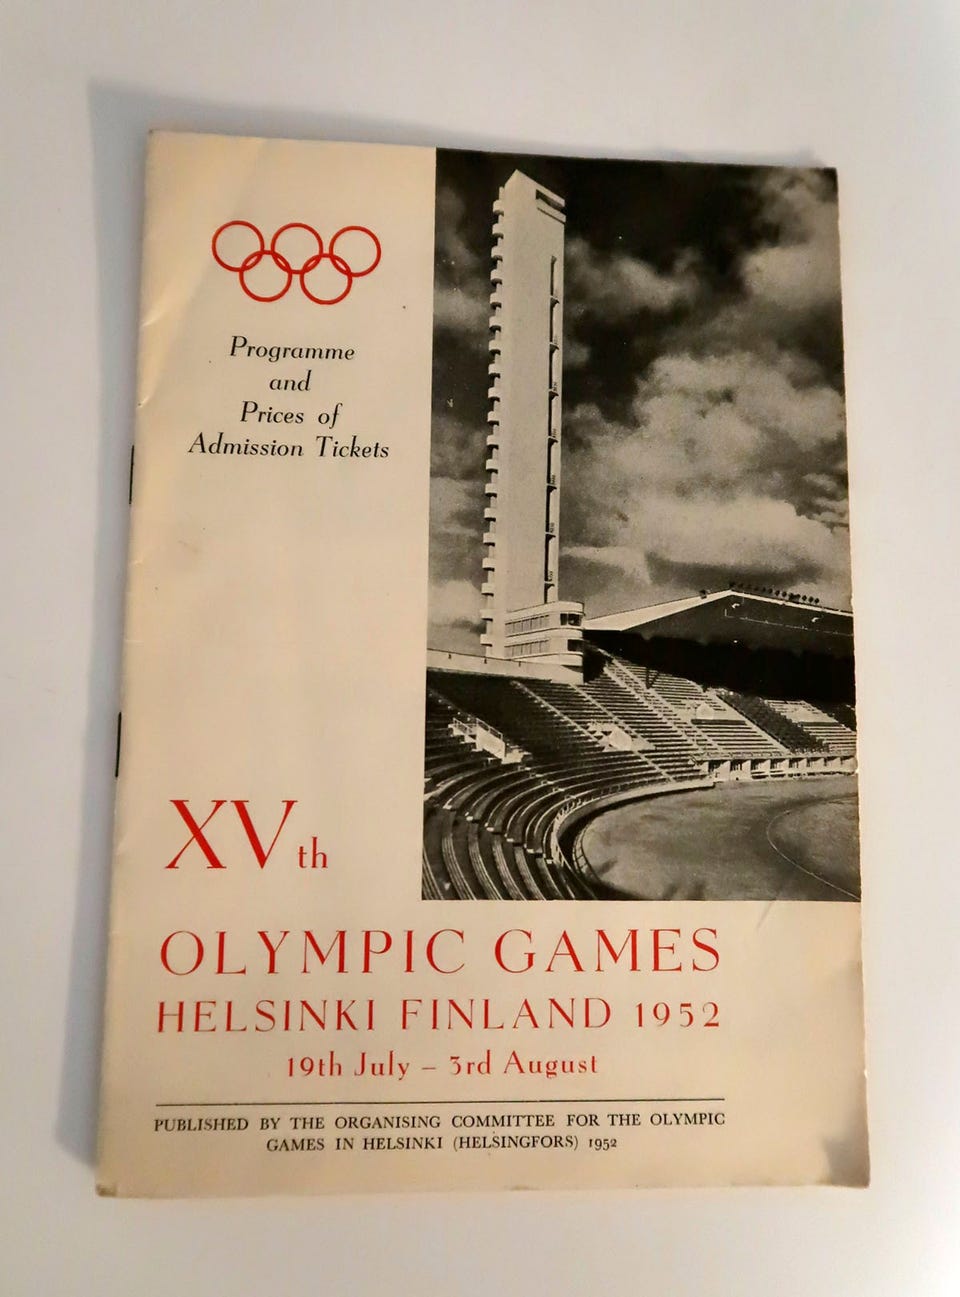 Programme
and
Prices of
Admission Tickets
XVth
OLYMPIC GAMES
HELSINKI FINLAND 1952
19th July – 3rd August
PUBLISHED BY THE ORGANISING COMMITTEE FOR THE OLYMPIC
GAMES IN HELSINKI (HELSINGFORS) 1952